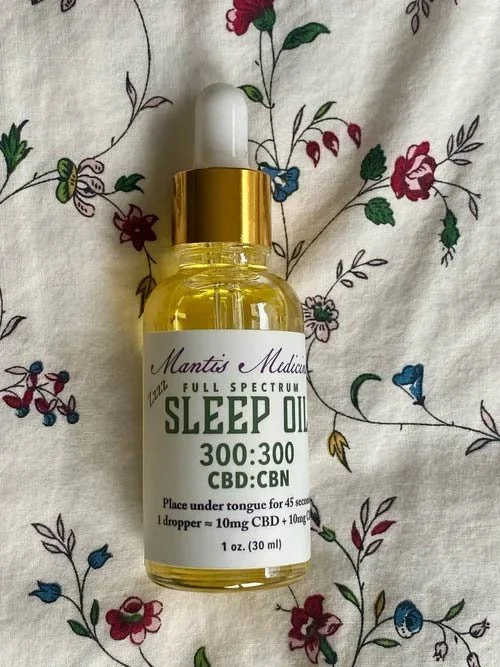 Mantis Medicin
Zzzz
FULL SPECTRUM
SLEEP OIL
300:300
CBD:CBN
Place under tongue for 45 secon
1 dropper ≈ 10mg CBD + 10mg
1 oz. (30 ml)